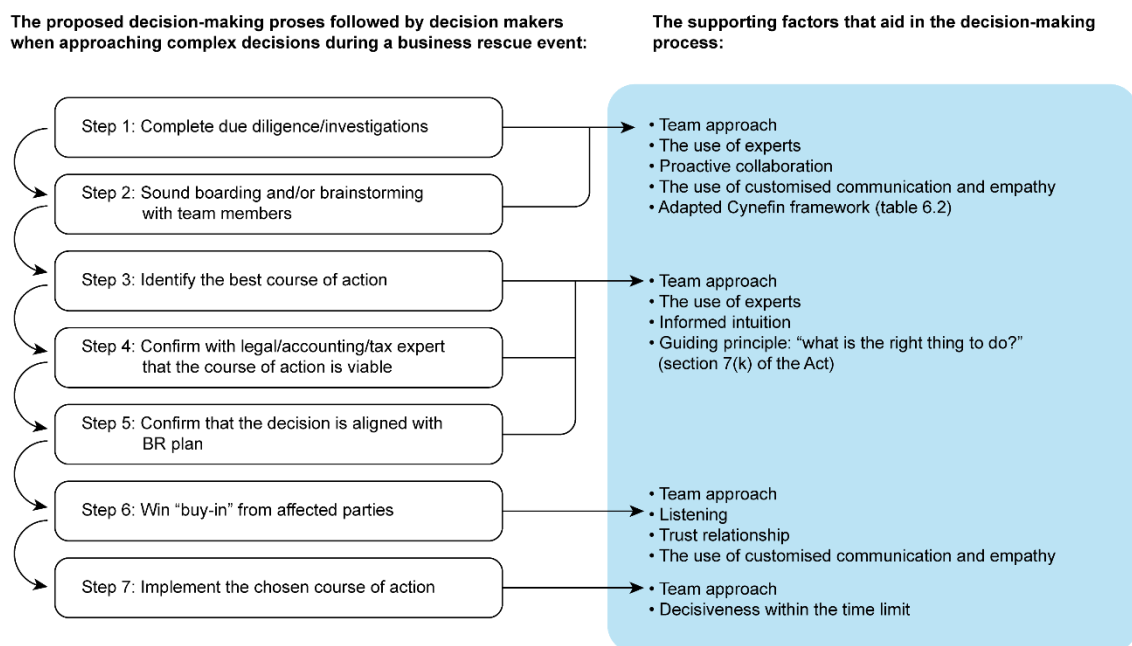 The proposed decision-making proses followed by decision makers
when approaching complex decisions during a business rescue event:
Step 1: Complete due diligence/investigations
Step 2: Sound boarding and/or brainstorming
with team members
Step 3: Identify the best course of action
Step 4: Confirm with legal/accounting/tax expert
that the course of action is viable
Step 5: Confirm that the decision is aligned with
BR plan
Step 6: Win “buy-in” from affected parties
Step 7: Implement the chosen course of action
The supporting factors that aid in the decision-making
process:
• Team approach
• The use of experts
• Proactive collaboration
• The use of customised communication and empathy
• Adapted Cynefin framework (table 6.2)
• Team approach
• The use of experts
• Informed intuition
• Guiding principle: “what is the right thing to do?”
(section 7(k) of the Act)
• Team approach
• Listening
• Trust relationship
• The use of customised communication and empathy
• Team approach
• Decisiveness within the time limit